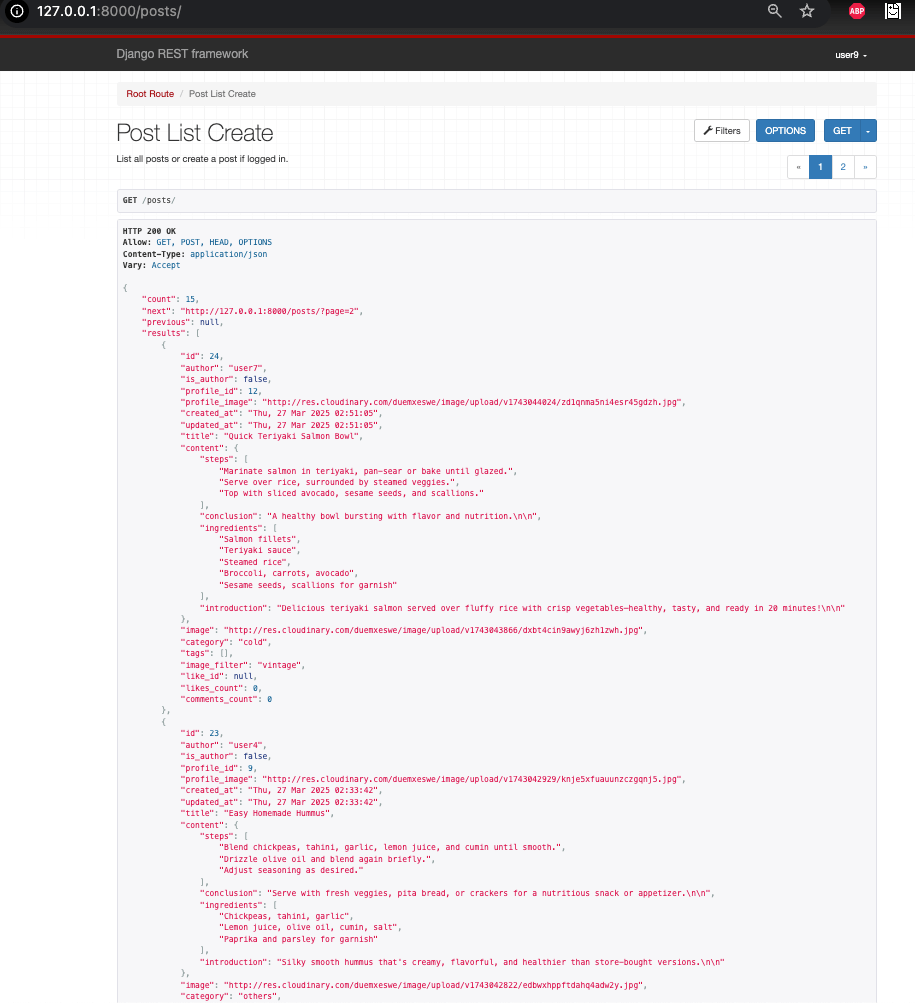 127.0.0.1:8000/posts/
ABP
Django REST framework
user9
Root Route / Post List Create
Post List Create
Filters
OPTIONS
GET
List all posts or create a post if logged in.
« 1 2 »
GET /posts/
HTTP 200 OK
Allow: GET, POST, HEAD, OPTIONS
Content-Type: application/json
Vary: Accept
{
"count": 15,
"next": "http://127.0.0.1:8000/posts/?page=2",
"previous": null,
"results": [
{
"id": 24,
"author": "user7",
"is_author": false,
"profile_id": 12,
"profile_image": "http://res.cloudinary.com/duemxeswe/image/upload/v1743044024/zd1qnma5ni4esr45gdzh.jpg",
"created_at": "Thu, 27 Mar 2025 02:51:05",
"updated_at": "Thu, 27 Mar 2025 02:51:05",
"title": "Quick Teriyaki Salmon Bowl",
"content": {
"steps": [
"Marinate salmon in teriyaki, pan-sear or bake until glazed.",
"Serve over rice, surrounded by steamed veggies.",
"Top with sliced avocado, sesame seeds, and scallions."
],
"conclusion": "A healthy bowl bursting with flavor and nutrition.\n\n",
"ingredients": [
"Salmon fillets",
"Teriyaki sauce",
"Steamed rice",
"Broccoli, carrots, avocado",
"Sesame seeds, scallions for garnish"
],
"introduction": "Delicious teriyaki salmon served over fluffy rice with crisp vegetables—healthy, tasty, and ready in 20 minutes!\n\n"
},
"image": "http://res.cloudinary.com/duemxeswe/image/upload/v1743043866/dxbt4cin9awyj6zh1zwh.jpg",
"category": "cold",
"tags": [],
"image_filter": "vintage",
"like_id": null,
"likes_count": 0,
"comments_count": 0
},
{
"id": 23,
"author": "user4",
"is_author": false,
"profile_id": 9,
"profile_image": "http://res.cloudinary.com/duemxeswe/image/upload/v1743042929/knje5xfuauunzczgqnj5.jpg",
"created_at": "Thu, 27 Mar 2025 02:33:42",
"updated_at": "Thu, 27 Mar 2025 02:33:42",
"title": "Easy Homemade Hummus",
"content": {
"steps": [
"Blend chickpeas, tahini, garlic, lemon juice, and cumin until smooth.",
"Drizzle olive oil and blend again briefly.",
"Adjust seasoning as desired."
],
"conclusion": "Serve with fresh veggies, pita bread, or crackers for a nutritious snack or appetizer.\n\n",
"ingredients": [
"Chickpeas, tahini, garlic",
"Lemon juice, olive oil, cumin, salt",
"Paprika and parsley for garnish"
],
"introduction": "Silky smooth hummus that's creamy, flavorful, and healthier than store-bought versions.\n\n"
},
"image": "http://res.cloudinary.com/duemxeswe/image/upload/v1743042822/edbwxhppftdahq4adw2y.jpg",
"category": "others",